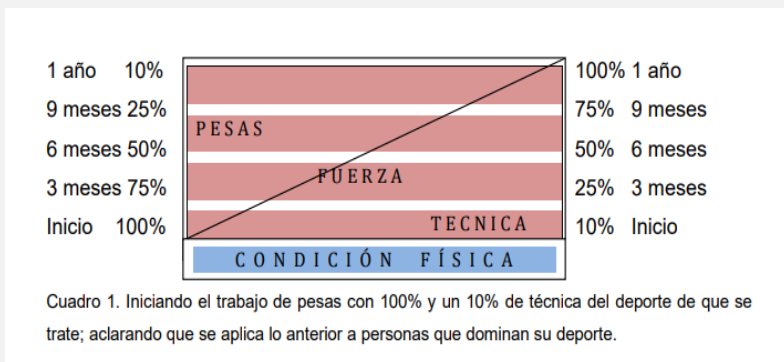 1 año 10% 100% 1 año
9 meses 25% 75% 9 meses
PESAS
6 meses 50% 50% 6 meses
FUERZA
3 meses 75% 25% 3 meses
Inicio 100% TECNICA 10% Inicio
CONDICIÓN FÍSICA
Cuadro 1. Iniciando el trabajo de pesas con 100% y un 10% de técnica del deporte de que se
trate; aclarando que se aplica lo anterior a personas que dominan su deporte.